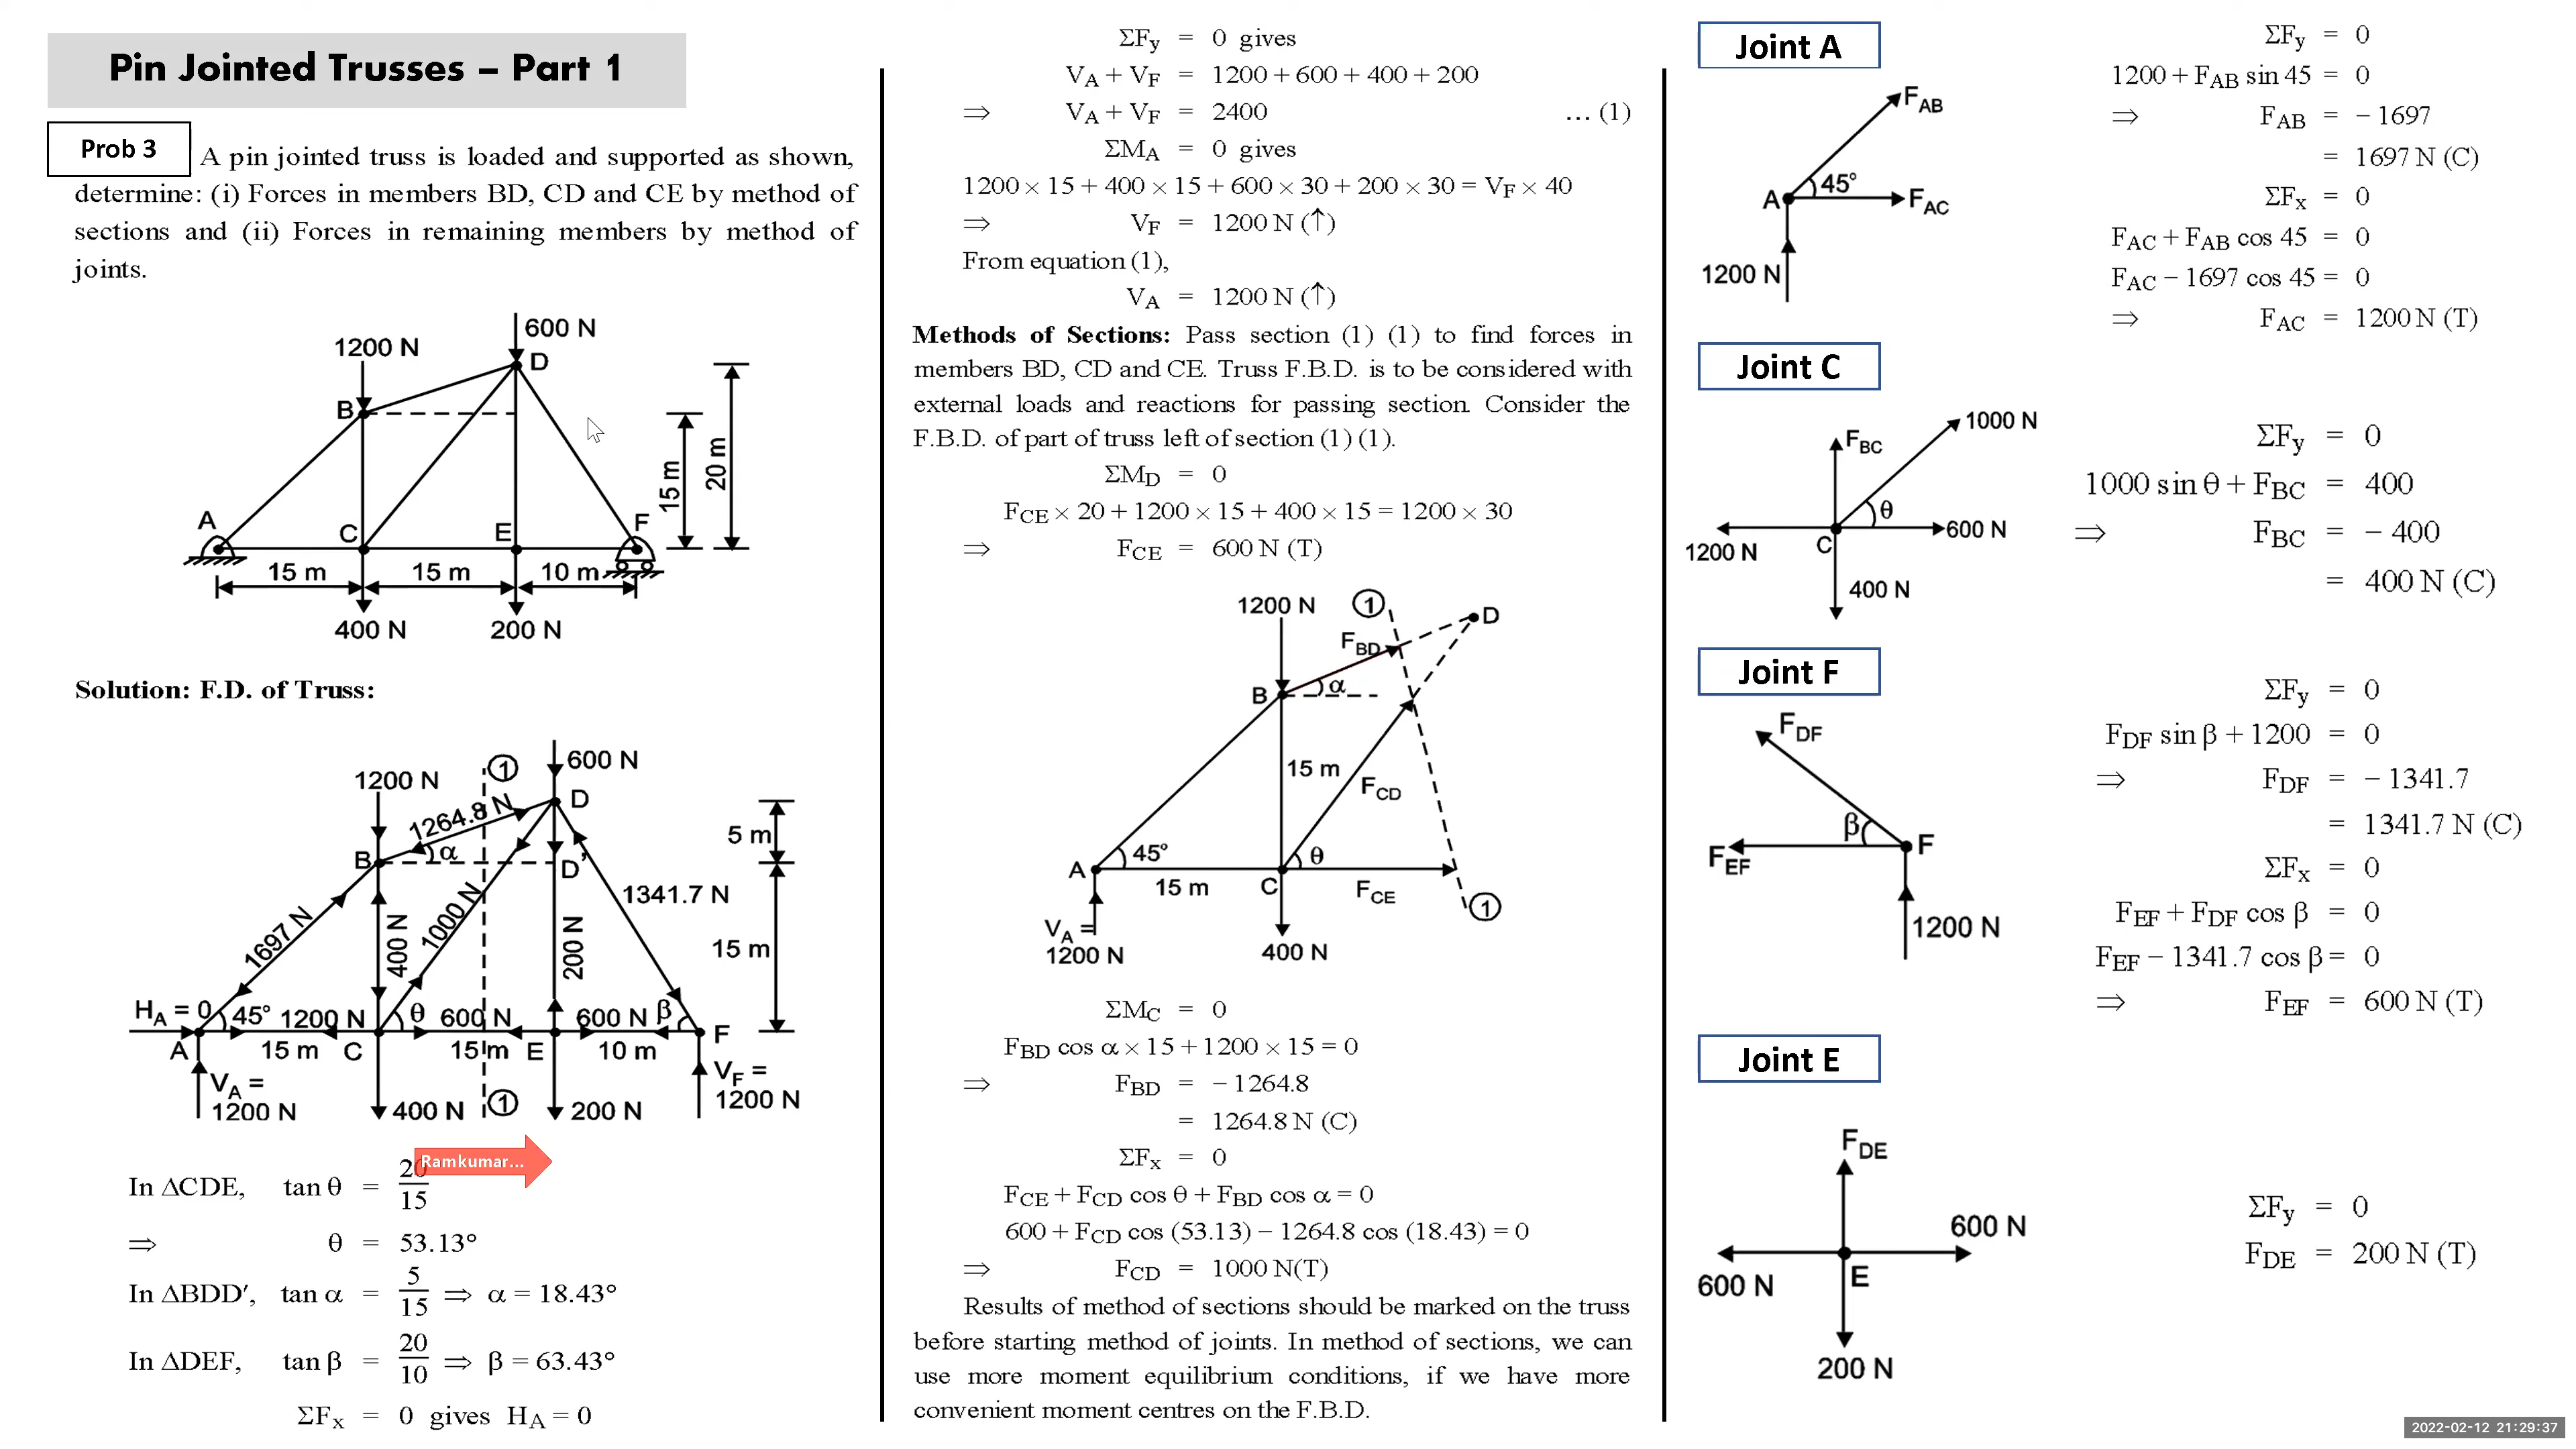 Pin Jointed Trusses – Part 1
Prob 3
A pin jointed truss is loaded and supported as shown,
determine: (i) Forces in members BD, CD and CE by method of
sections and (ii) Forces in remaining members by method of
joints.
600 N
1200 N
D
B
20 m
15 m
A
C
E
F
15 m
15 m
10 m
400 N
200 N
Solution: F.D. of Truss:
600 N
1
1200 N
D
1264.8 N
5 m
B
α
D'
1341.7 N
1697 N
400 N
1000 N
200 N
15 m
H_A = 0
45°
1200 N
θ
600 N
600 N
β
F
A
15 m
C
15 m
E
10 m
V_A =
1200 N
400 N
1
200 N
V_F =
1200 N
Ramkumar...
In ΔCDE, tan θ = 20/15
⇒ θ = 53.13°
In ΔBDD′, tan α = 5/15 ⇒ α = 18.43°
In ΔDEF, tan β = 20/10 ⇒ β = 63.43°
ΣF_x = 0 gives H_A = 0
ΣF_y = 0 gives
V_A + V_F = 1200 + 600 + 400 + 200
⇒ V_A + V_F = 2400 ... (1)
ΣM_A = 0 gives
1200 × 15 + 400 × 15 + 600 × 30 + 200 × 30 = V_F × 40
⇒ V_F = 1200 N (↑)
From equation (1),
V_A = 1200 N (↑)
Methods of Sections: Pass section (1) (1) to find forces in
members BD, CD and CE. Truss F.B.D. is to be considered with
external loads and reactions for passing section. Consider the
F.B.D. of part of truss left of section (1) (1).
ΣM_D = 0
F_CE × 20 + 1200 × 15 + 400 × 15 = 1200 × 30
⇒ F_CE = 600 N (T)
1200 N
1
D
F_BD
B
α
15 m
F_CD
A
45°
θ
15 m
C
F_CE
1
V_A =
1200 N
400 N
ΣM_C = 0
F_BD cos α × 15 + 1200 × 15 = 0
⇒ F_BD = − 1264.8
= 1264.8 N (C)
ΣF_x = 0
F_CE + F_CD cos θ + F_BD cos α = 0
600 + F_CD cos (53.13) − 1264.8 cos (18.43) = 0
⇒ F_CD = 1000 N(T)
Results of method of sections should be marked on the truss
before starting method of joints. In method of sections, we can
use more moment equilibrium conditions, if we have more
convenient moment centres on the F.B.D.
Joint A
F_AB
45°
A
F_AC
1200 N
ΣF_y = 0
1200 + F_AB sin 45 = 0
⇒ F_AB = − 1697
= 1697 N (C)
ΣF_x = 0
F_AC + F_AB cos 45 = 0
F_AC − 1697 cos 45 = 0
⇒ F_AC = 1200 N (T)
Joint C
1000 N
F_BC
θ
600 N
1200 N
C
400 N
ΣF_y = 0
1000 sin θ + F_BC = 400
⇒ F_BC = − 400
= 400 N (C)
Joint F
F_DF
β
F
F_EF
1200 N
ΣF_y = 0
F_DF sin β + 1200 = 0
⇒ F_DF = − 1341.7
= 1341.7 N (C)
ΣF_x = 0
F_EF + F_DF cos β = 0
F_EF − 1341.7 cos β = 0
⇒ F_EF = 600 N (T)
Joint E
F_DE
600 N
600 N
E
200 N
ΣF_y = 0
F_DE = 200 N (T)
2022-02-12 21:29:37